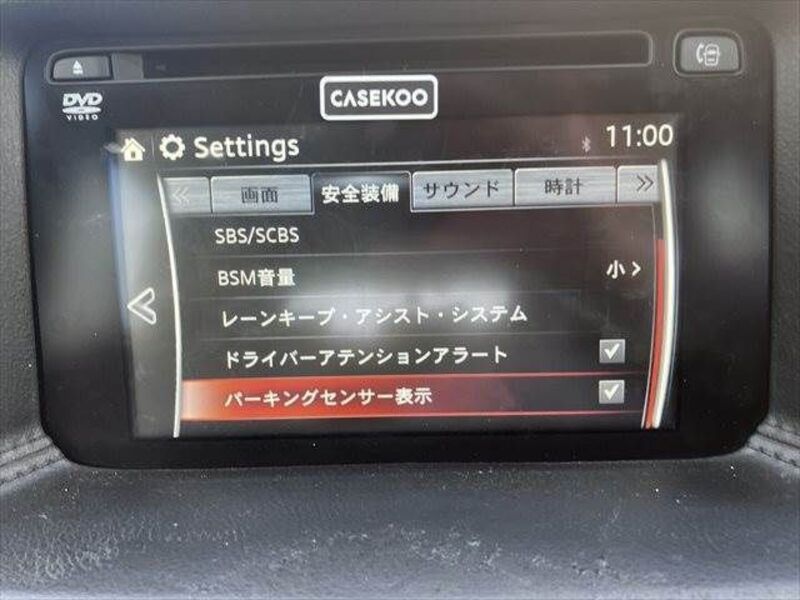 DVD
VIDEO
CASEKOO
Settings
11:00
画面
安全装備
サウンド
時計
SBS/SCBS
BSM音量
小
レーンキープ・アシスト・システム
ドライバーアテンションアラート
パーキングセンサー表示